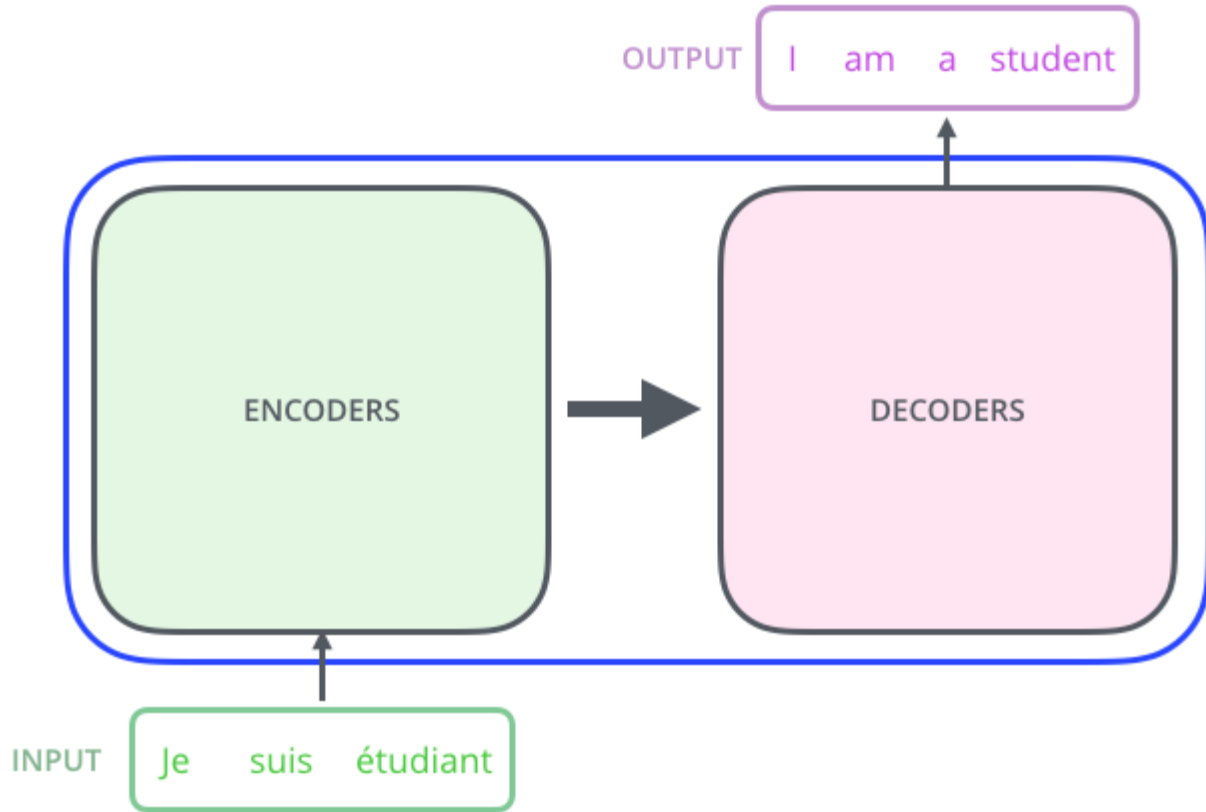 OUTPUT I am a student
ENCODERS DECODERS
INPUT Je suis étudiant